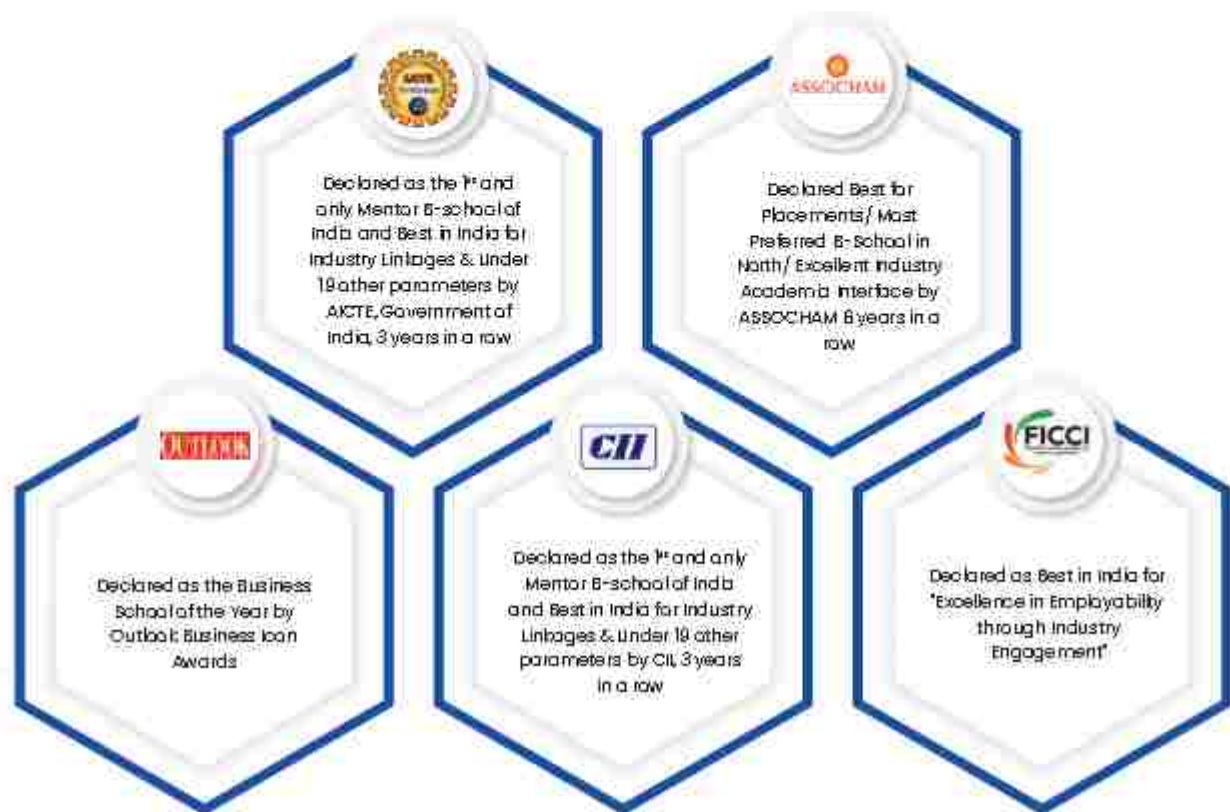 AICTE
Declared as the 1st and
only Mentor B-school of
India and Best in India for
Industry Linkages & Under
19 other parameters by
AICTE, Government of
India, 3 years in a row
ASSOCHAM
Declared Best for
Placements/ Most
Preferred B-School in
North/ Excellent Industry
Academia Interface by
ASSOCHAM 6 years in a
row
OUTLOOK
Declared as the Business
School of the Year by
Outlook Business Icon
Awards
CII
Declared as the 1st and only
Mentor B-school of India
and Best in India for Industry
Linkages & Under 19 other
parameters by CII, 3 years
in a row
FICCI
Declared as Best in India for
"Excellence in Employability
through Industry
Engagement"